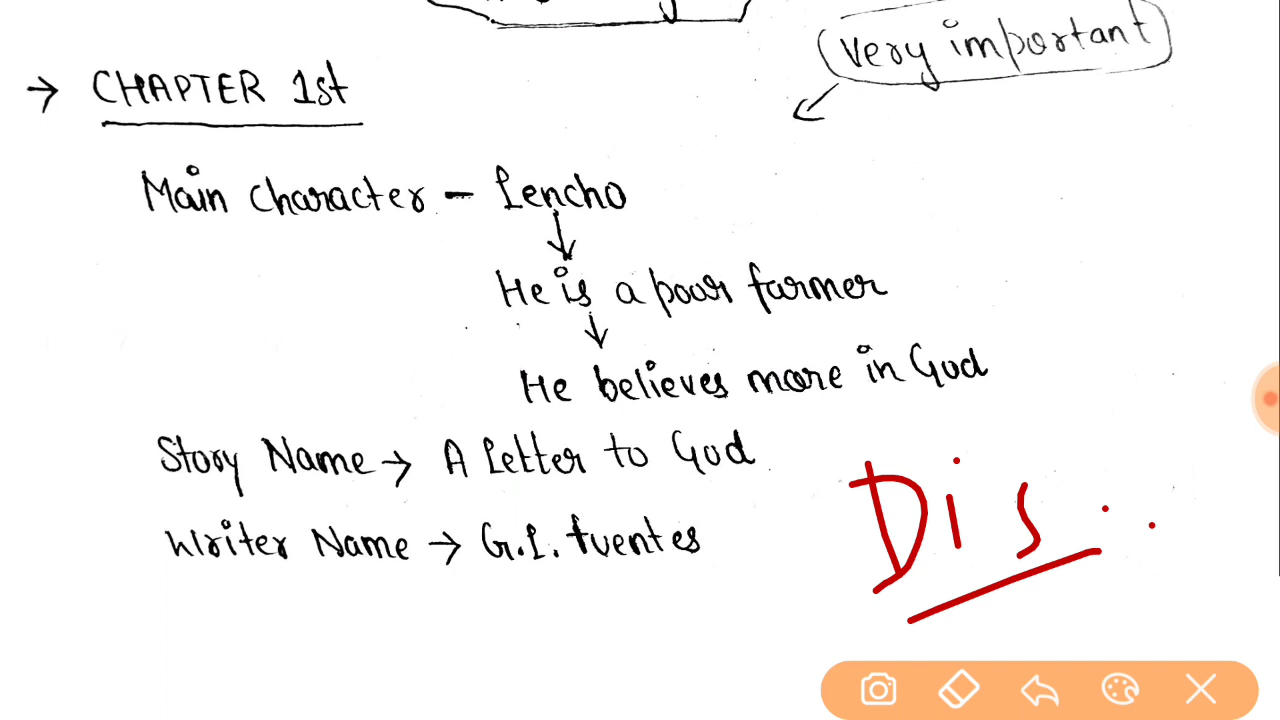 (very important)
→ CHAPTER 1st
Main character - Lencho
He is a poor farmer
He believes more in God
Story Name → A Letter to God
Writer Name → G.L. fuentes
Dis..